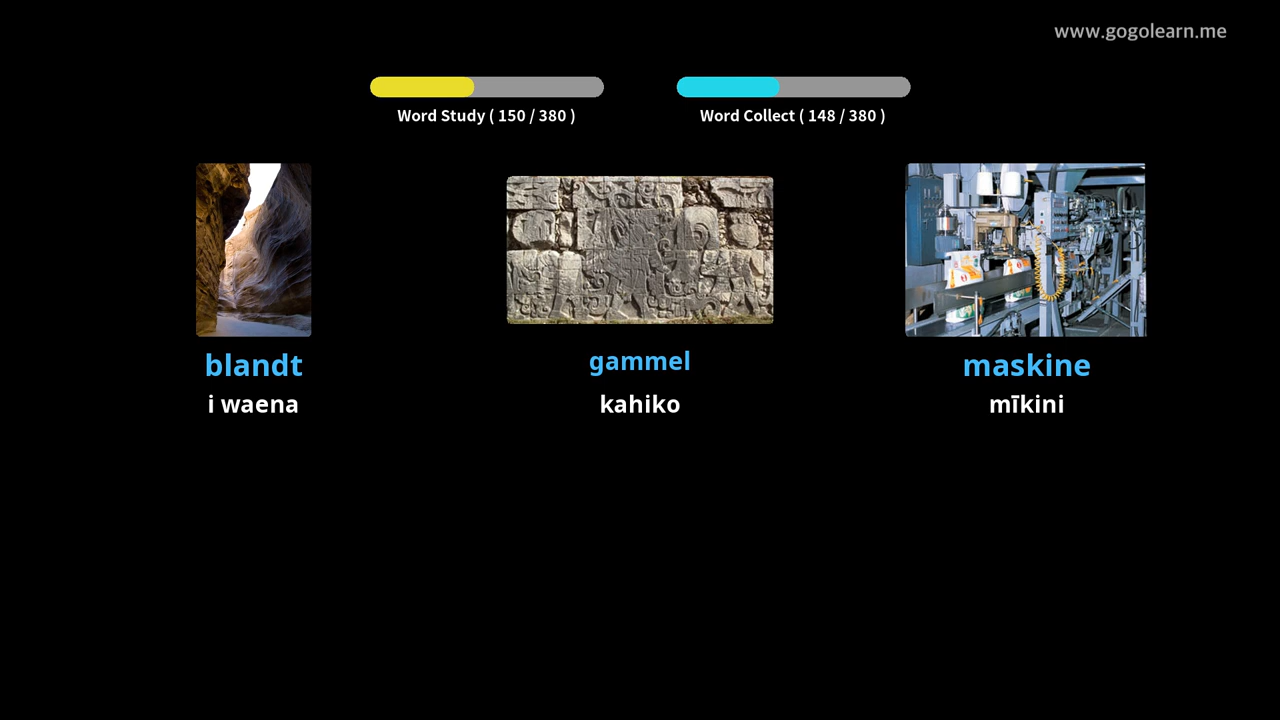 www.gogolearn.me
Word Study ( 150 / 380 )
Word Collect ( 148 / 380 )
blandt
i waena
gammel
kahiko
maskine
mīkini